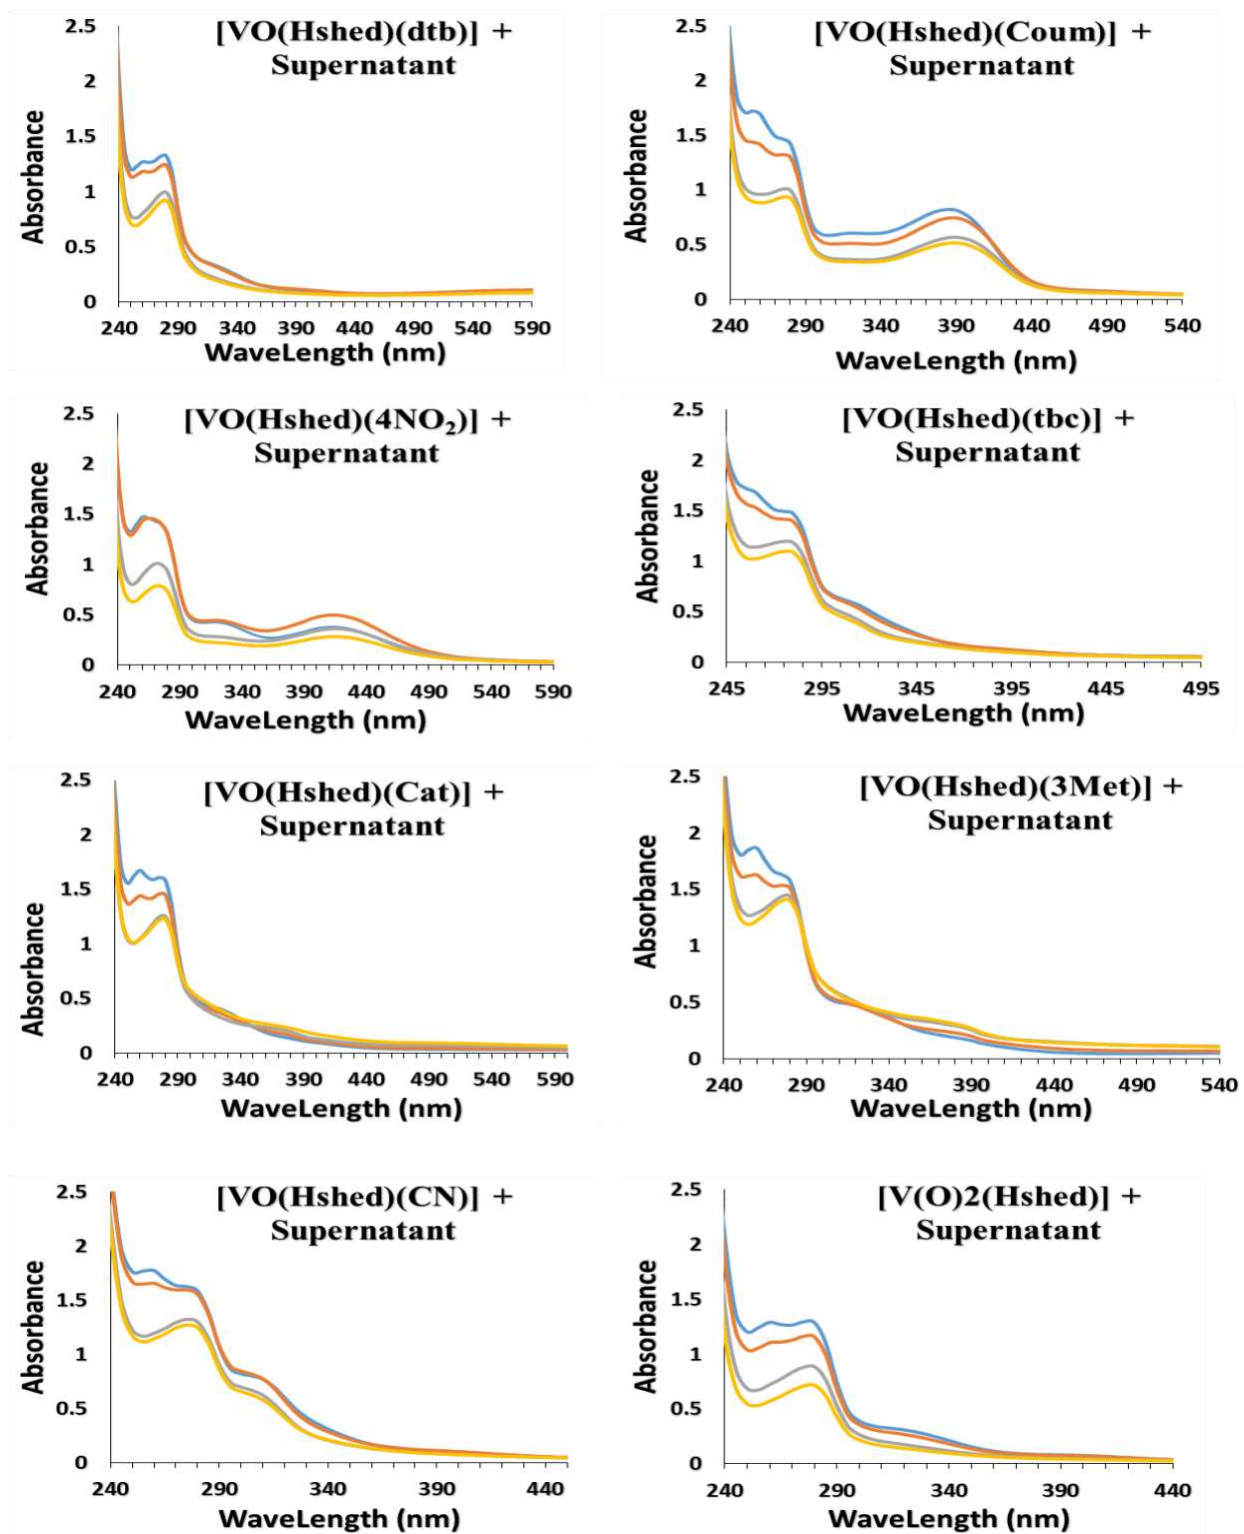 [VO(Hshed)(dtb)] +
Supernatant
2.5
2
1.5
1
0.5
0
Absorbance
240 290 340 390 440 490 540 590
WaveLength (nm)
[VO(Hshed)(Coum)] +
Supernatant
2.5
2
1.5
1
0.5
0
Absorbance
240 290 340 390 440 490 540
WaveLength (nm)
[VO(Hshed)(4NO₂)] +
Supernatant
2.5
2
1.5
1
0.5
0
Absorbance
240 290 340 390 440 490 540 590
WaveLength (nm)
[VO(Hshed)(tbc)] +
Supernatant
2.5
2
1.5
1
0.5
0
Absorbance
245 295 345 395 445 495
WaveLength (nm)
[VO(Hshed)(Cat)] +
Supernatant
2.5
2
1.5
1
0.5
0
Absorbance
240 290 340 390 440 490 540 590
WaveLength (nm)
[VO(Hshed)(3Met)] +
Supernatant
2.5
2
1.5
1
0.5
0
Absorbance
240 290 340 390 440 490 540
WaveLength (nm)
[VO(Hshed)(CN)] +
Supernatant
2.5
2
1.5
1
0.5
0
Absorbance
240 290 340 390 440
WaveLength (nm)
[V(O)2(Hshed)] +
Supernatant
2.5
2
1.5
1
0.5
0
Absorbance
240 290 340 390 440
WaveLength (nm)